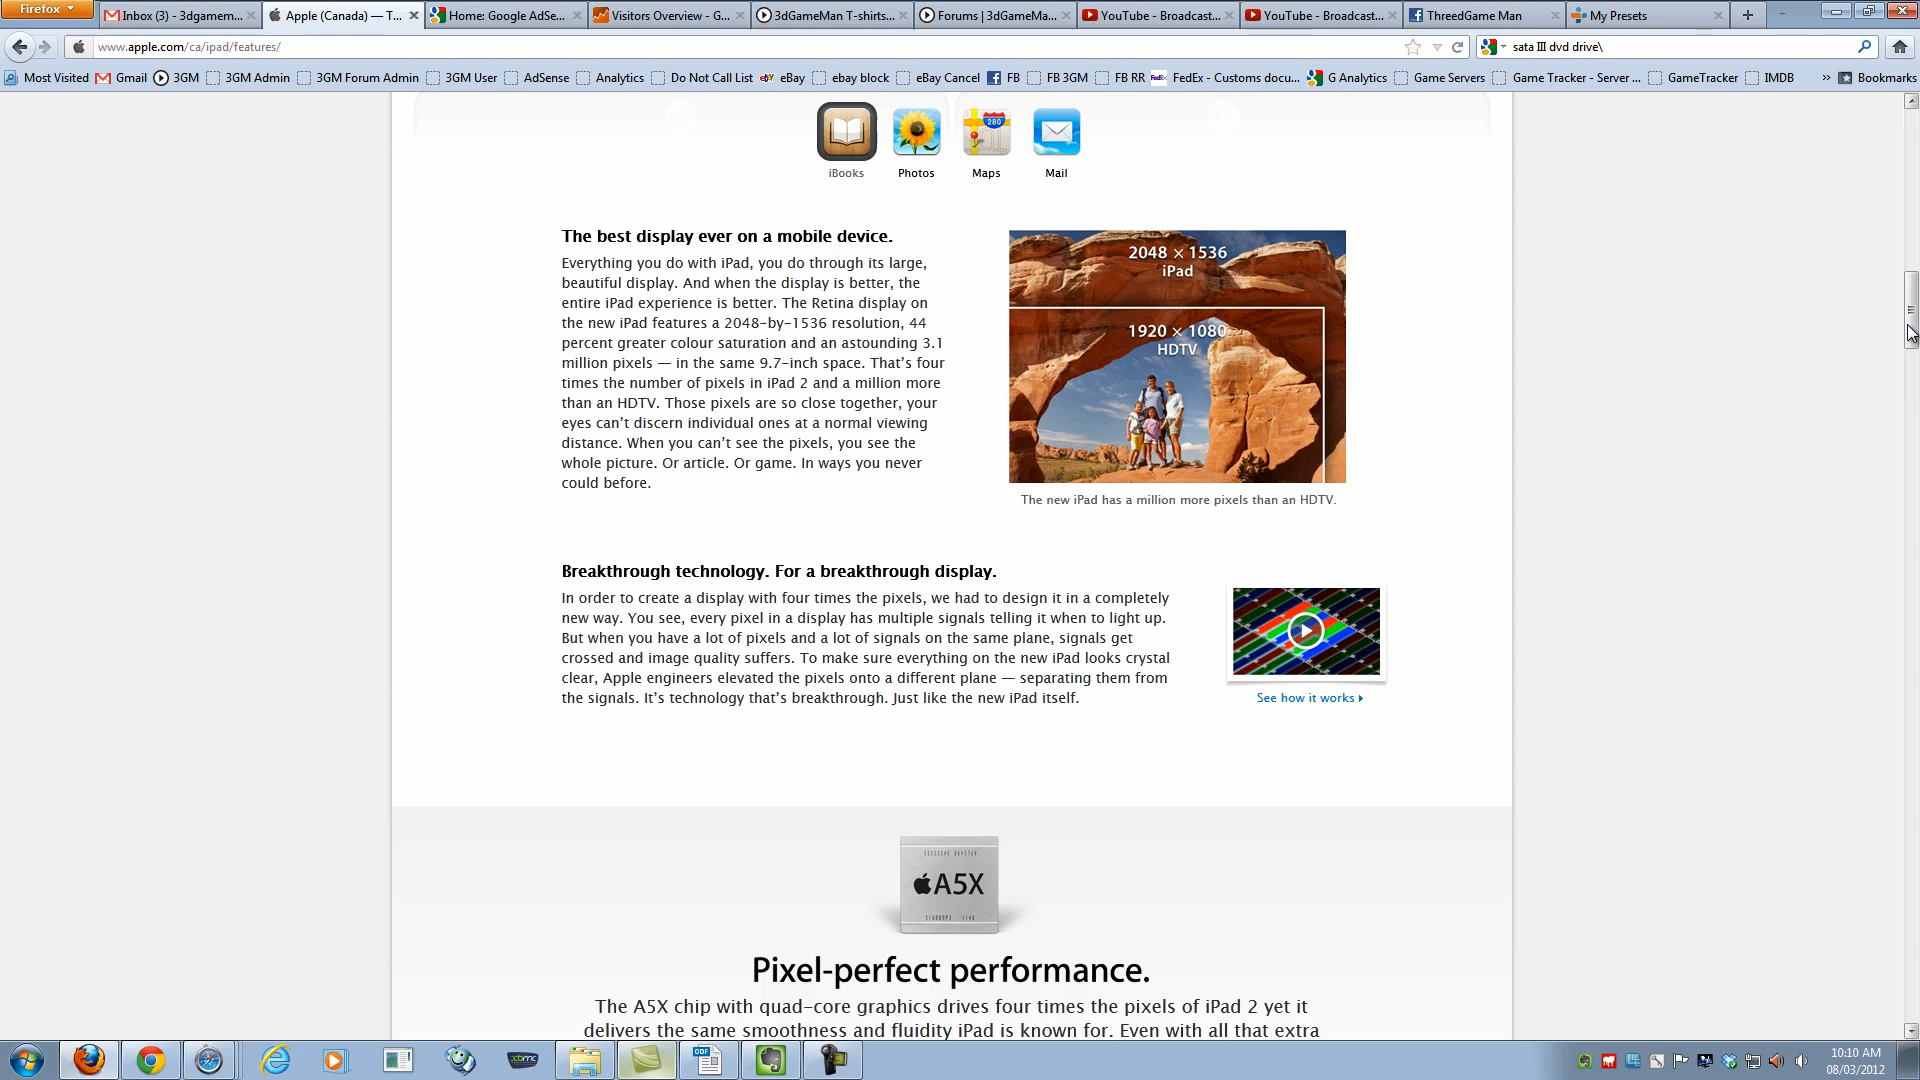 Firefox
Inbox (3) - 3dgamem...
Apple (Canada) — T...
Home: Google AdSe...
Visitors Overview - G...
3dGameMan T-shirts...
Forums | 3dGameMa...
YouTube - Broadcast...
YouTube - Broadcast...
ThreedGame Man
My Presets
www.apple.com/ca/ipad/features/
sata III dvd drive\
Most Visited
Gmail
3GM
3GM Admin
3GM Forum Admin
3GM User
AdSense
Analytics
Do Not Call List
eBay
ebay block
eBay Cancel
FB
FB 3GM
FB RR
FedEx - Customs docu...
G Analytics
Game Servers
Game Tracker - Server ...
GameTracker
IMDB
Bookmarks
280
iBooks
Photos
Maps
Mail
The best display ever on a mobile device.
Everything you do with iPad, you do through its large,
beautiful display. And when the display is better, the
entire iPad experience is better. The Retina display on
the new iPad features a 2048-by-1536 resolution, 44
percent greater colour saturation and an astounding 3.1
million pixels — in the same 9.7-inch space. That's four
times the number of pixels in iPad 2 and a million more
than an HDTV. Those pixels are so close together, your
eyes can't discern individual ones at a normal viewing
distance. When you can't see the pixels, you see the
whole picture. Or article. Or game. In ways you never
could before.
2048 × 1536
iPad
1920 × 1080
HDTV
The new iPad has a million more pixels than an HDTV.
Breakthrough technology. For a breakthrough display.
In order to create a display with four times the pixels, we had to design it in a completely
new way. You see, every pixel in a display has multiple signals telling it when to light up.
But when you have a lot of pixels and a lot of signals on the same plane, signals get
crossed and image quality suffers. To make sure everything on the new iPad looks crystal
clear, Apple engineers elevated the pixels onto a different plane — separating them from
the signals. It's technology that's breakthrough. Just like the new iPad itself.
See how it works
A5X
Pixel-perfect performance.
The A5X chip with quad-core graphics drives four times the pixels of iPad 2 yet it
delivers the same smoothness and fluidity iPad is known for. Even with all that extra
xbmc
ODF
10:10 AM
08/03/2012